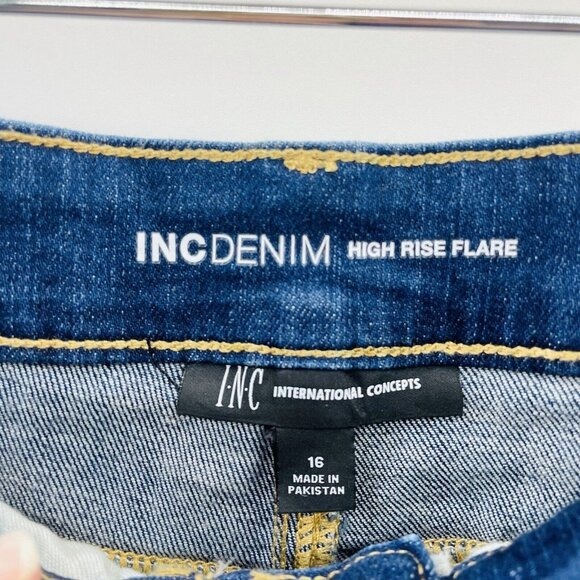 INCDENIM HIGH RISE FLARE
I·N·C INTERNATIONAL CONCEPTS
16
MADE IN
PAKISTAN